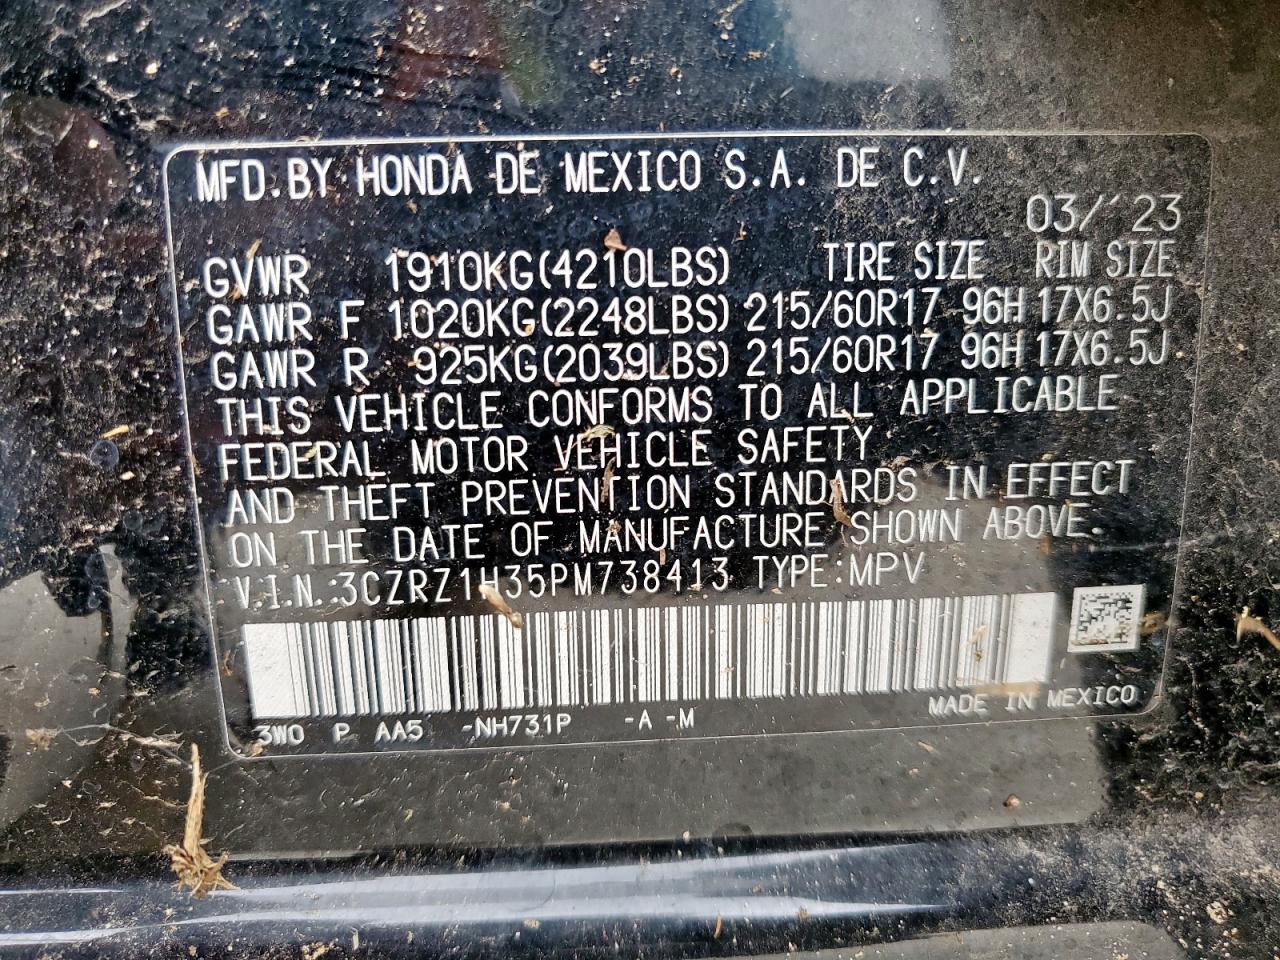 MFD.BY HONDA DE MEXICO S.A. DE C.V.
03/'23
GVWR 1910KG(4210LBS) TIRE SIZE RIM SIZE
GAWR F 1020KG(2248LBS) 215/60R17 96H 17X6.5J
GAWR R 925KG(2039LBS) 215/60R17 96H 17X6.5J
THIS VEHICLE CONFORMS TO ALL APPLICABLE
FEDERAL MOTOR VEHICLE SAFETY
AND THEFT PREVENTION STANDARDS IN EFFECT
ON THE DATE OF MANUFACTURE SHOWN ABOVE.
V.I.N.:3CZRZ1H35PM738413 TYPE:MPV
MADE IN MEXICO
3W0 P AA5 -NH731P -A -M